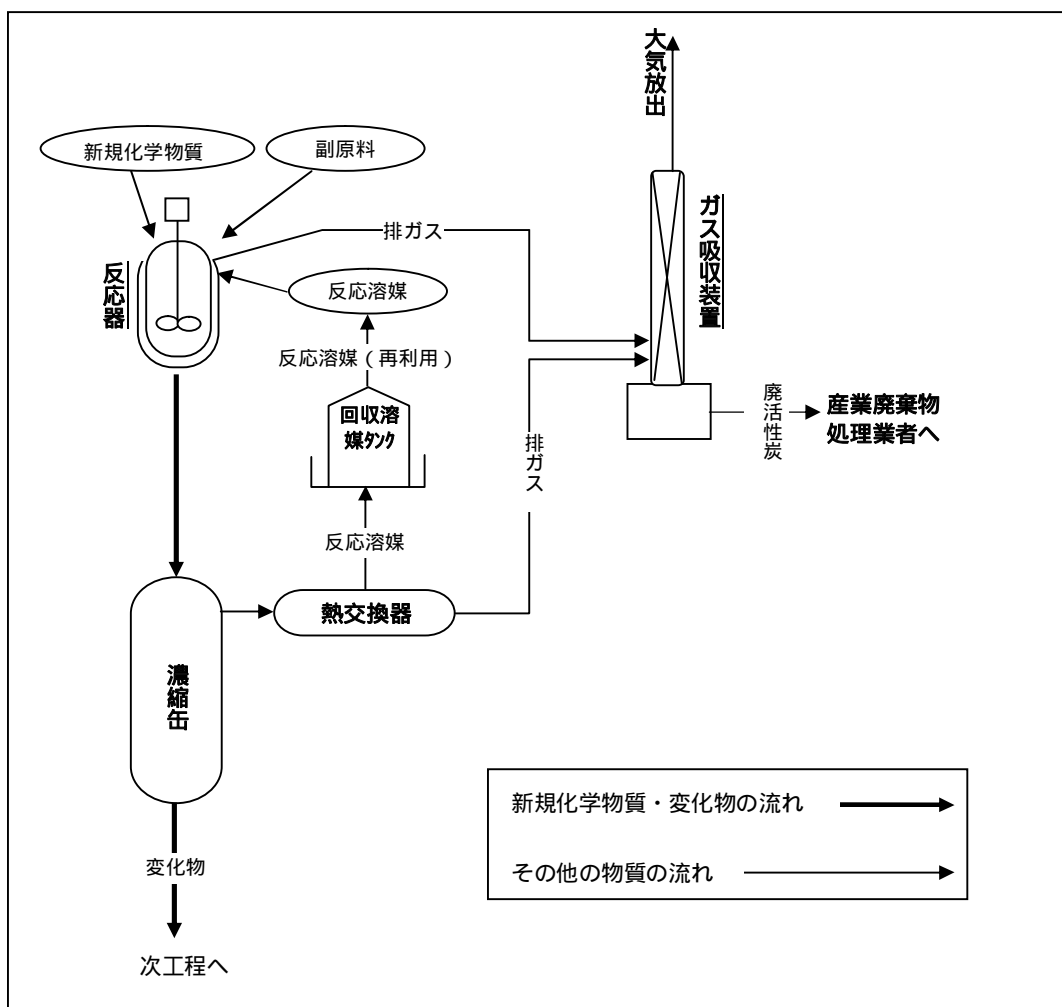 大気放出
新規化学物質
副原料
排ガス
ガス吸収装置
反応器
反応溶媒
反応溶媒(再利用)
回収溶
媒タンク
廃活性炭
産業廃棄物
処理業者へ
排ガス
反応溶媒
熱交換器
濃縮缶
新規化学物質・変化物の流れ
その他の物質の流れ
変化物
次工程へ